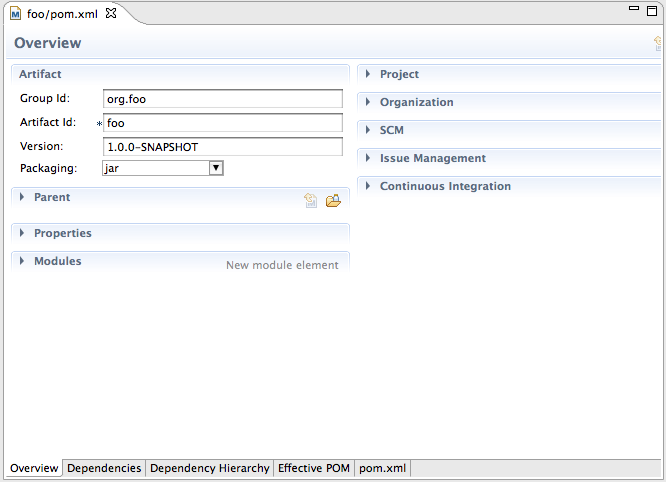 foo/pom.xml
Overview
Artifact
Group Id: org.foo
Artifact Id: * foo
Version: 1.0.0-SNAPSHOT
Packaging: jar
Parent
Properties
Modules New module element
Project
Organization
SCM
Issue Management
Continuous Integration
Overview Dependencies Dependency Hierarchy Effective POM pom.xml